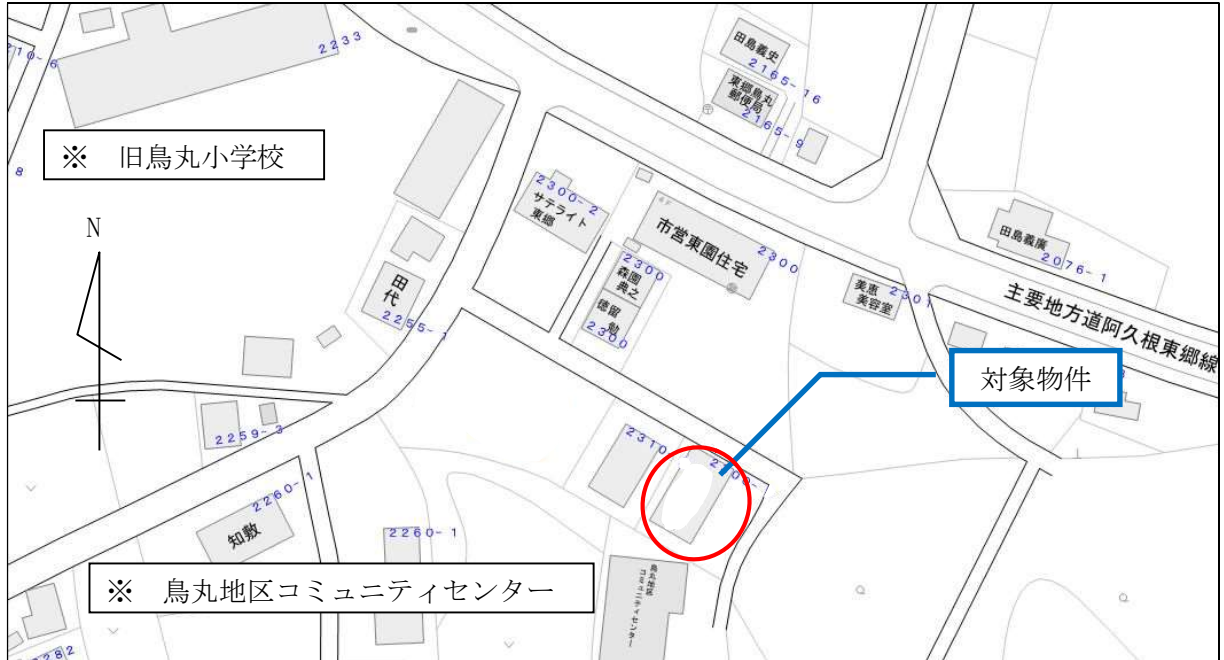 2233
210-6
田島義史
2165-16
東郷鳥丸
郵便局
2165-9
※ 旧鳥丸小学校
8
N
2300-2
サテライト
東郷
市営東園住宅
2300
2300
森園
典之
徳留
勉
2300
田代
2255-1
田島義廣
2076-1
美恵
美容室
2301
主要地方道阿久根東郷線
対象物件
2259-3
2310
2260-1
知敷
2260-1
※ 鳥丸地区コミュニティセンター
鳥丸地区
コミュニティセンター
2282